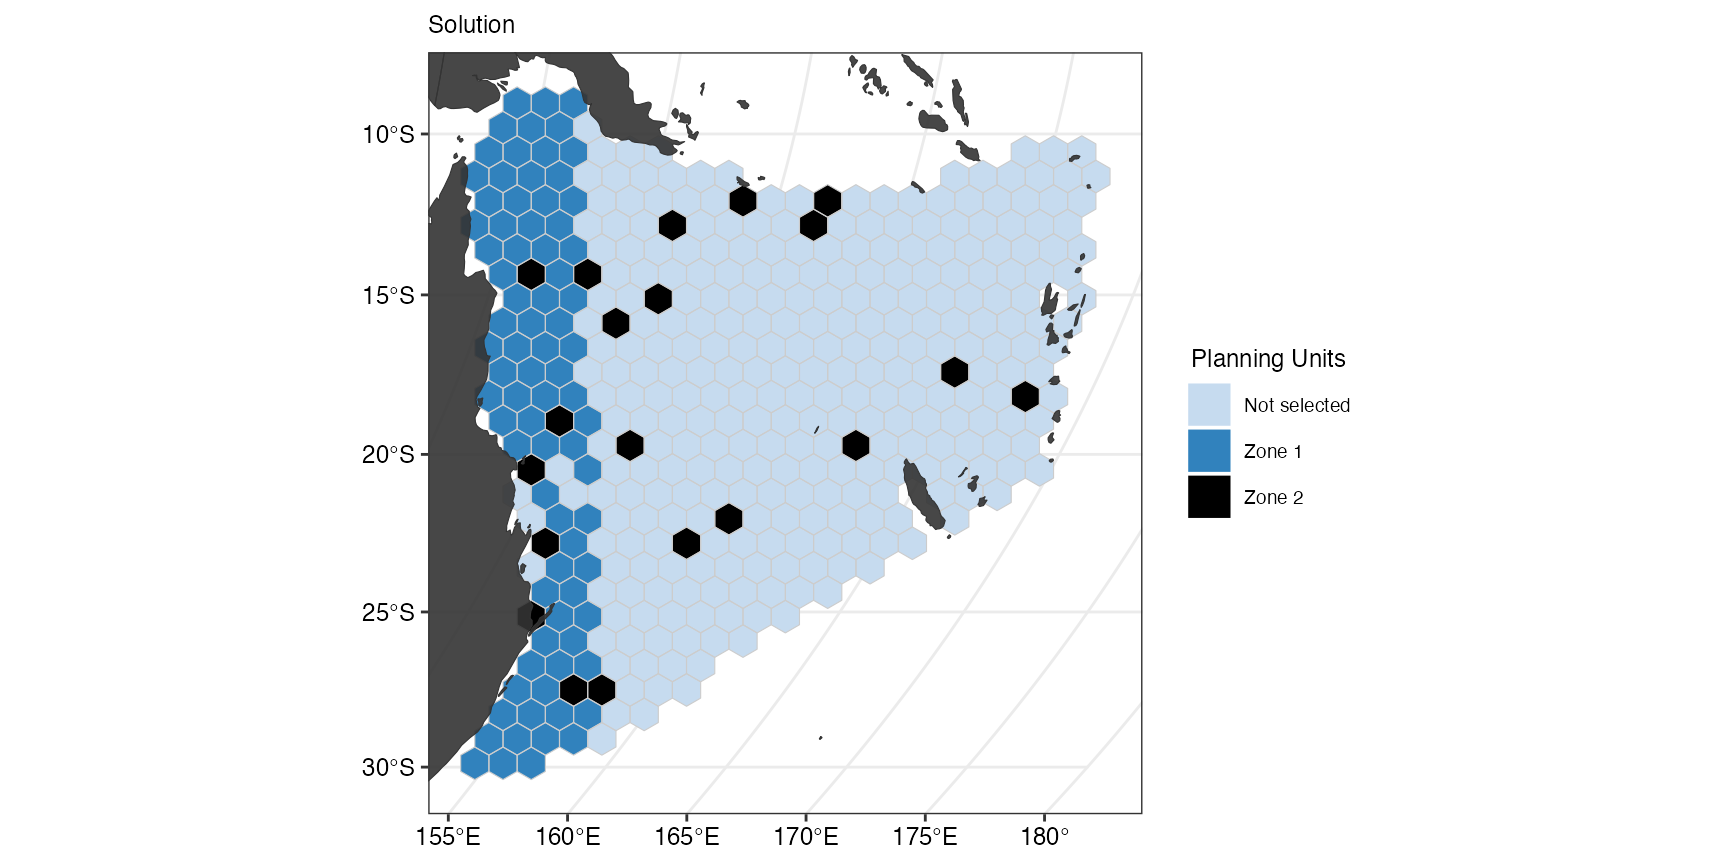 Solution
10°S
15°S
20°S
25°S
30°S
155°E 160°E 165°E 170°E 175°E 180°
Planning Units
Not selected
Zone 1
Zone 2